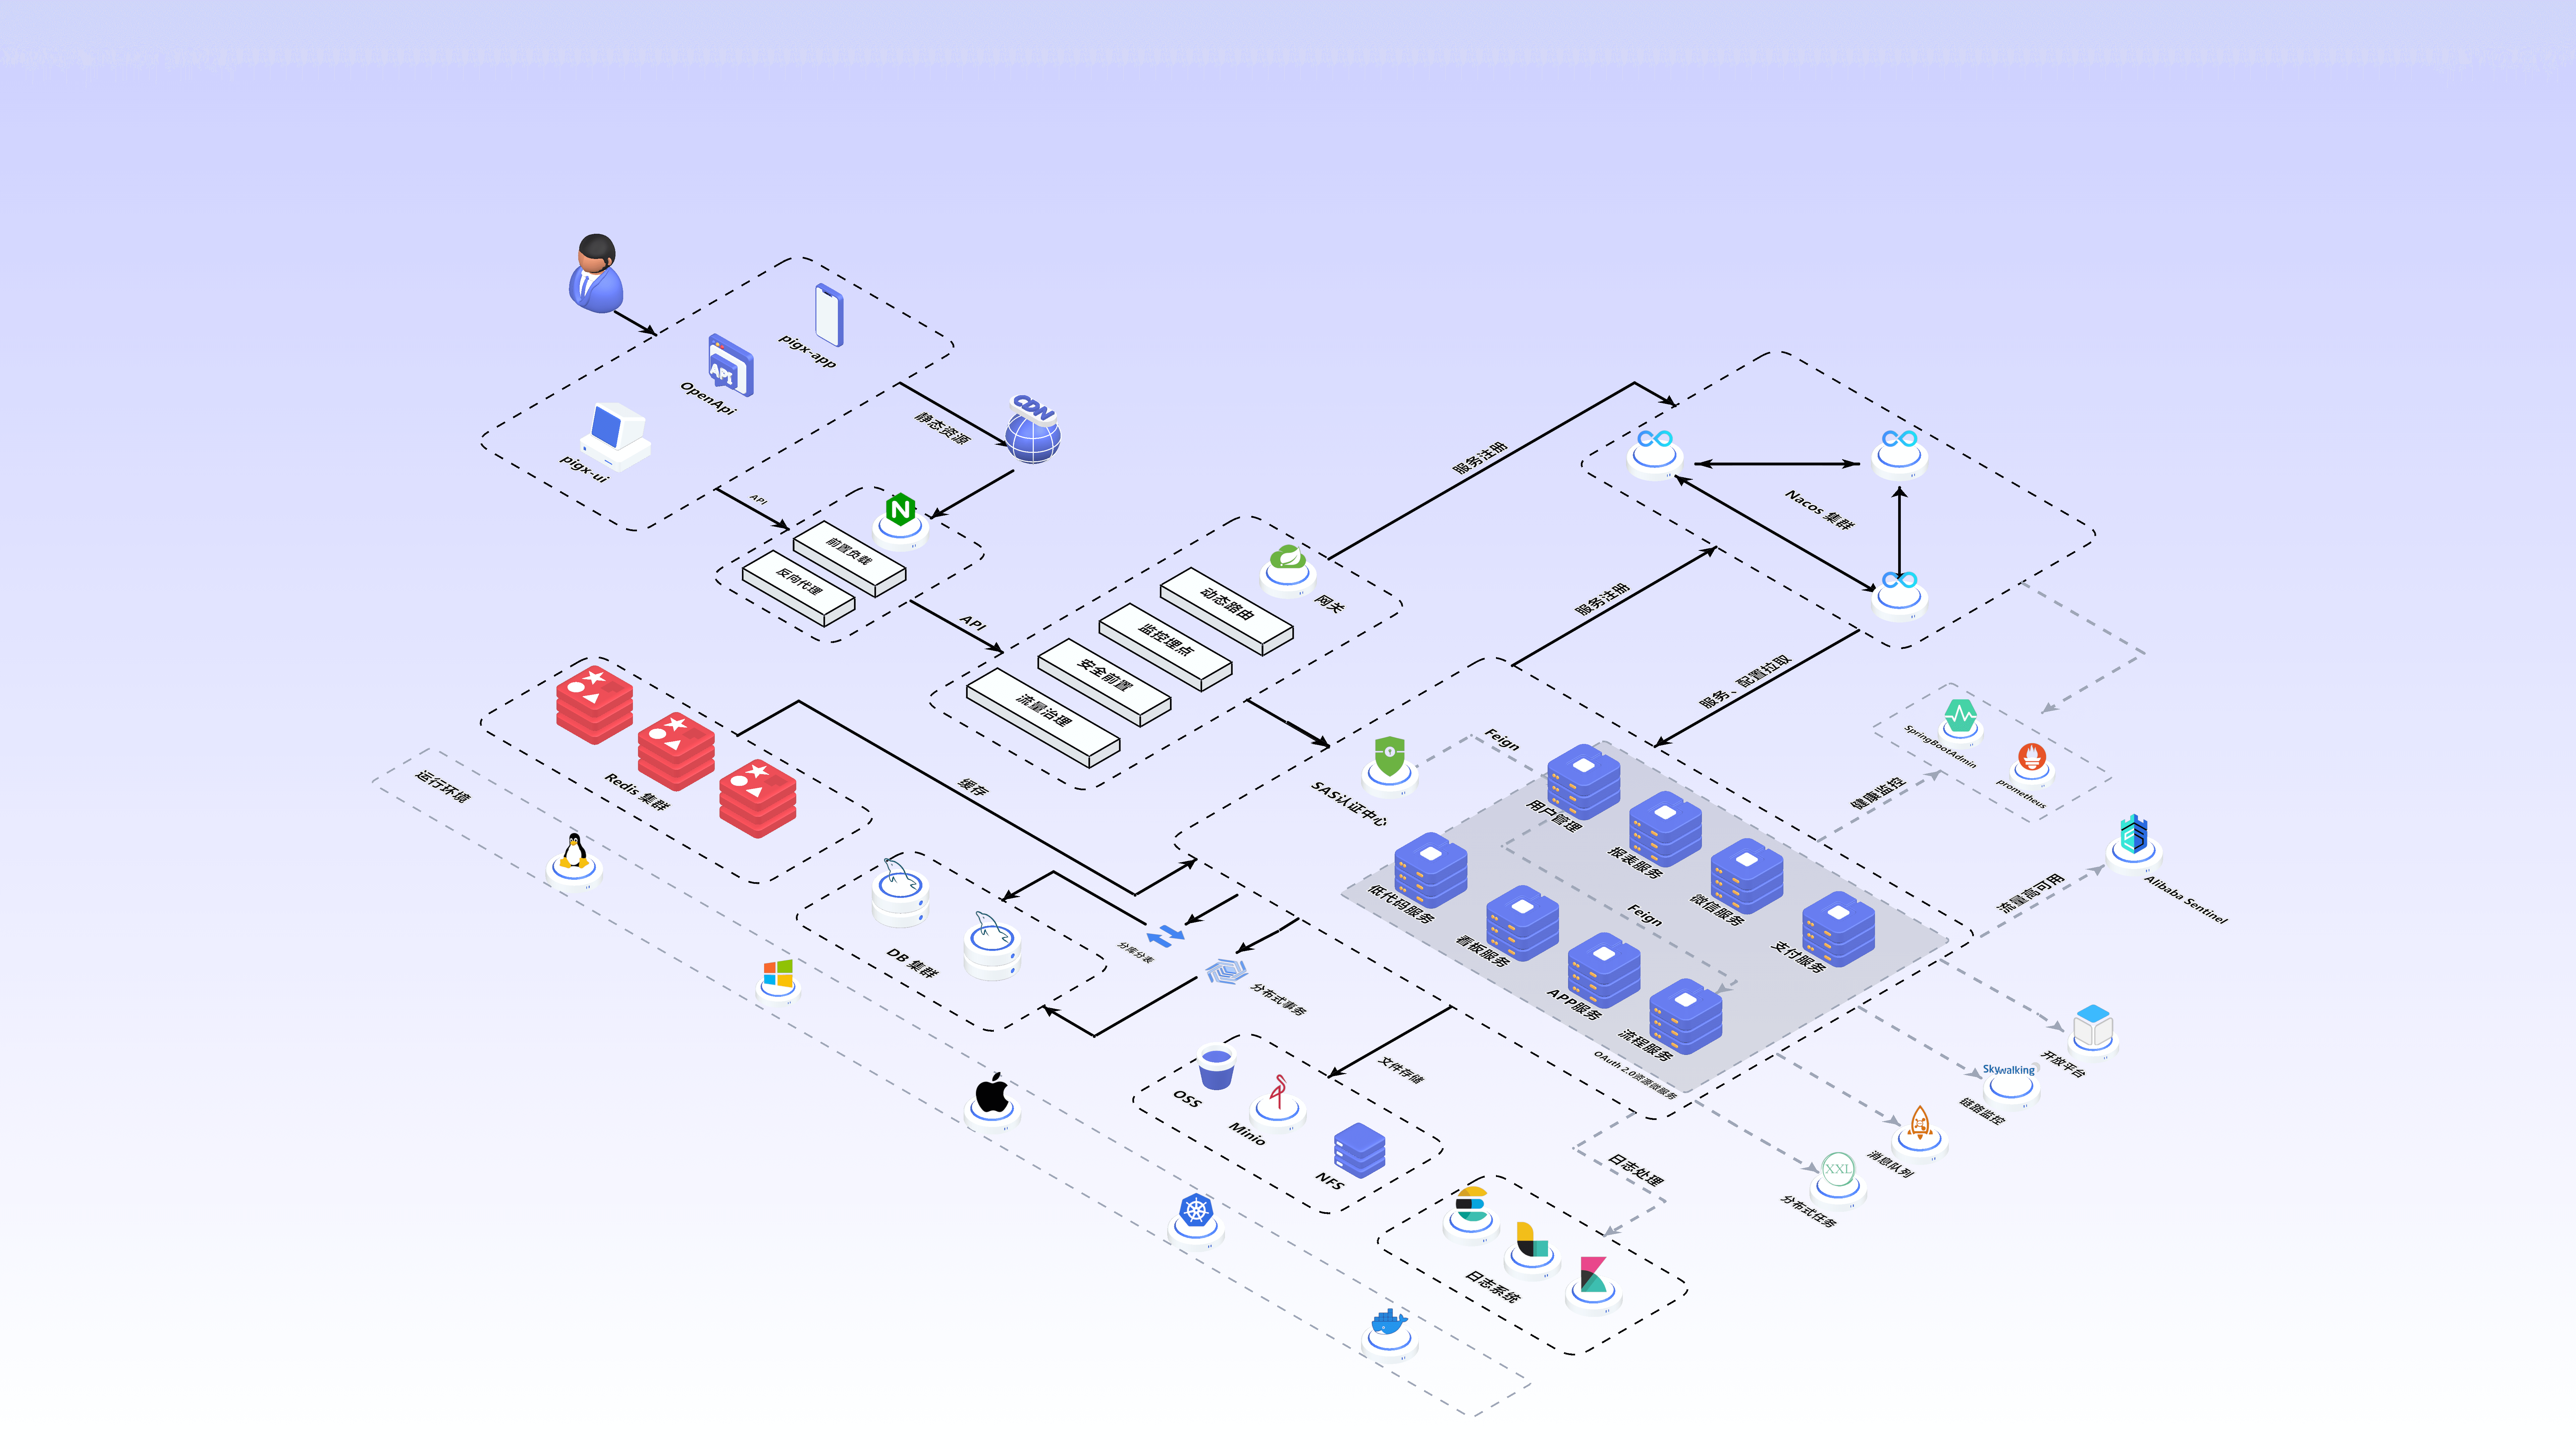 pigx-app
OpenApi
API
pigx-ui
CDN
静态资源
API
N
前置负载
反向代理
API
网关
动态路由
监控埋点
安全前置
流量治理
服务注册
Nacos 集群
服务注册
服务、配置拉取
SpringBootAdmin
prometheus
健康监控
Alibaba Sentinel
流量高可用
运行环境
Redis 集群
缓存
SAS认证中心
Feign
用户管理
报表服务
微信服务
支付服务
低代码服务
看板服务
APP服务
流程服务
Feign
OAuth 2.0资源微服务
DB 集群
分库分表
分布式事务
文件存储
OSS
Minio
NFS
日志处理
日志系统
开放平台
Skywalking
链路监控
消息队列
XXL
分布式任务